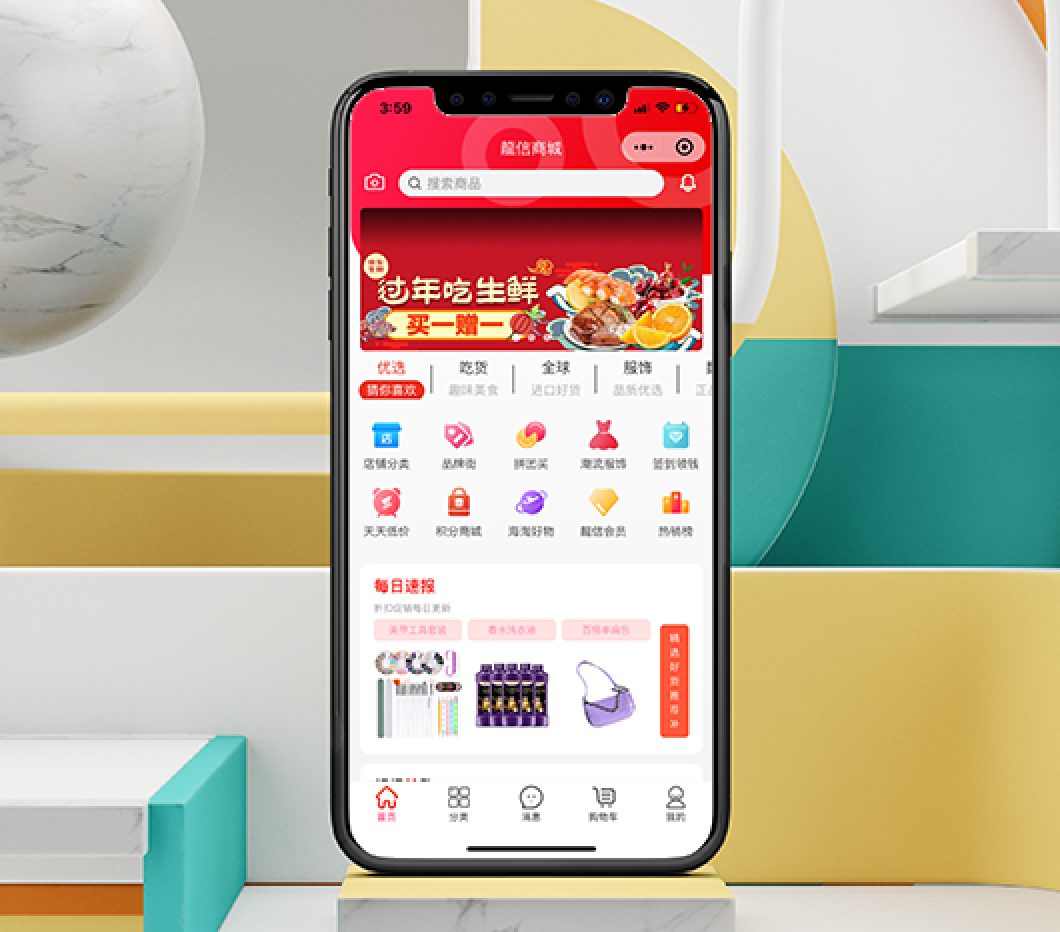 3:59
龍信商城
搜索商品
过年吃生鲜
买一赠一
优选 吃货 全球 服饰
猜你喜欢 趣味美食 进口好货 品质优选 正品
店铺分类 品牌街 拼团买 潮流服饰 签到领钱
天天低价 积分商城 海淘好物 龍信会员 热销榜
每日速报
折扣促销每日更新
美甲工具套装 香水洗衣液 百搭单肩包
精选好货推荐
首页 分类 消息 购物车 我的